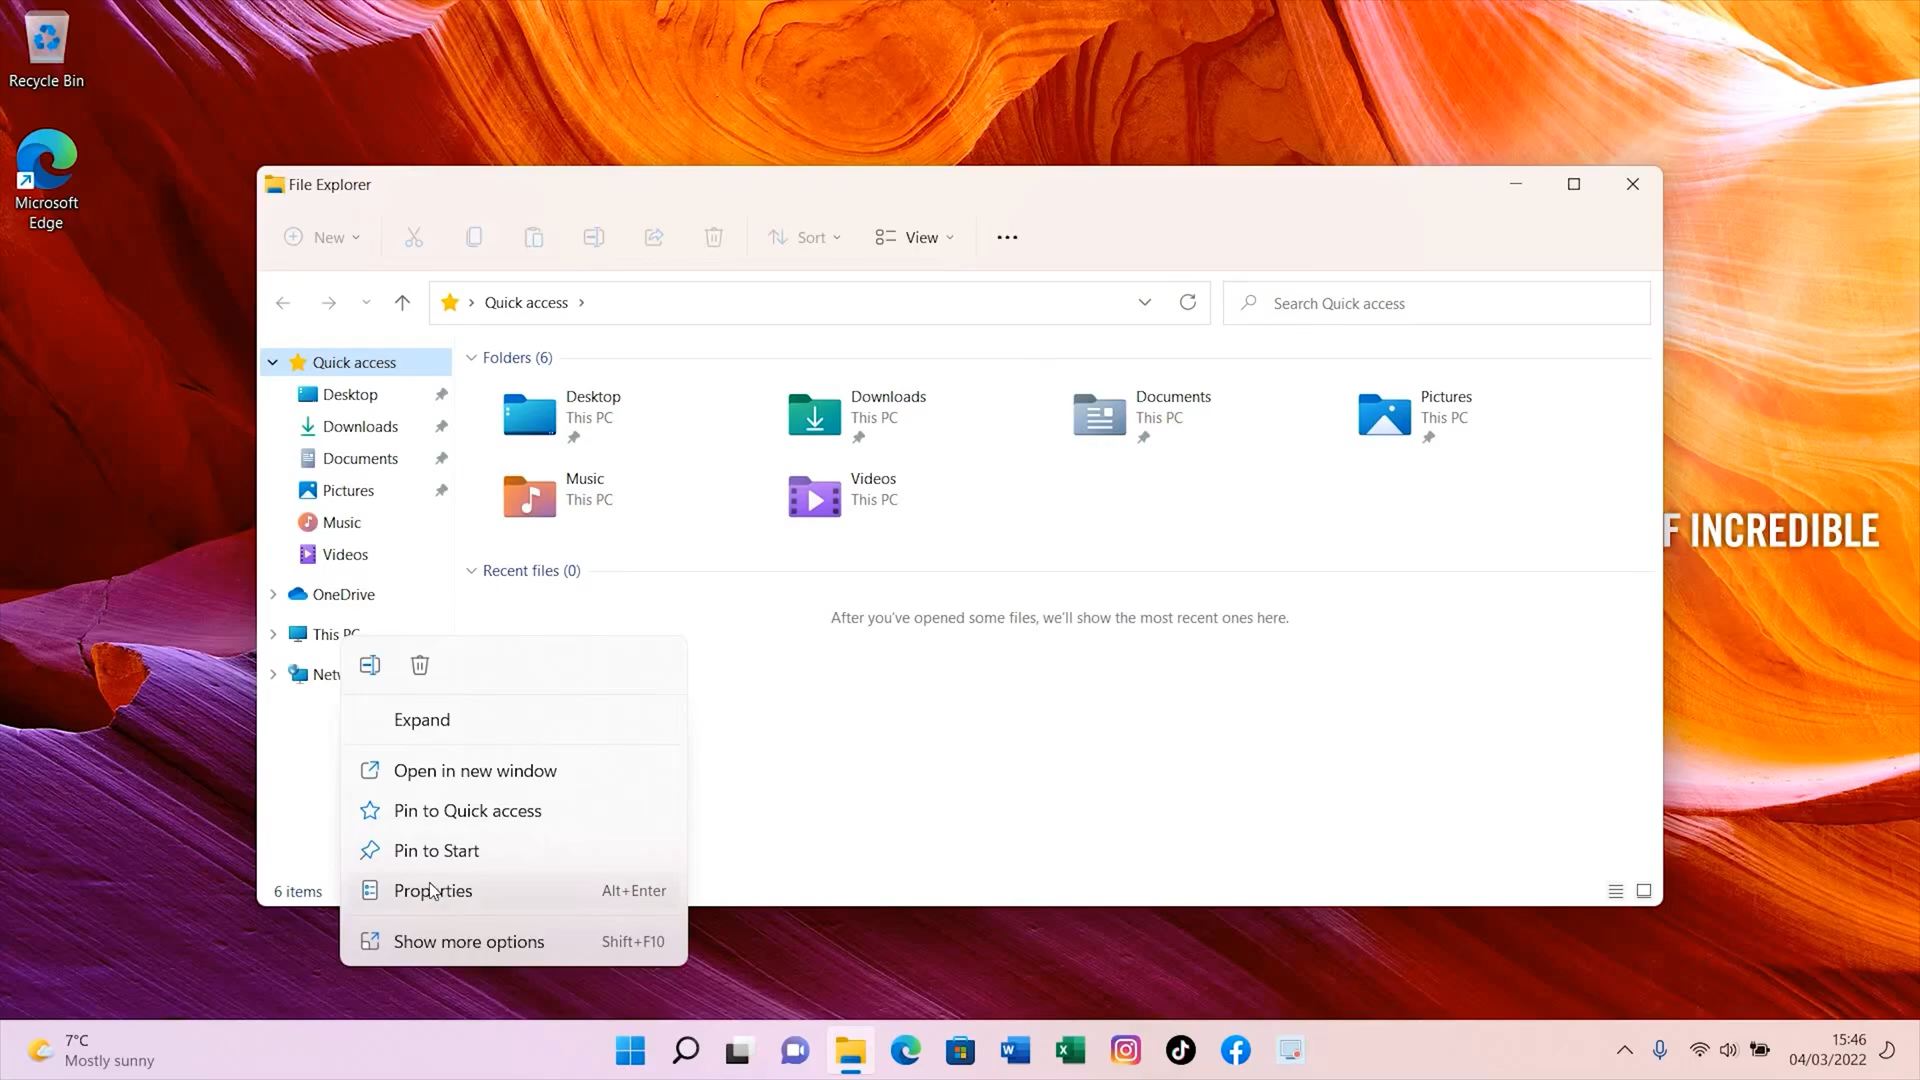 Recycle Bin
Microsoft
Edge
File Explorer
New
Sort
View
Quick access
Search Quick access
Quick access
Desktop
Downloads
Documents
Pictures
Music
Videos
OneDrive
This PC
Folders (6)
Desktop
This PC
Downloads
This PC
Documents
This PC
Pictures
This PC
Music
This PC
Videos
This PC
Recent files (0)
After you've opened some files, we'll show the most recent ones here.
INCREDIBLE
Expand
Open in new window
Pin to Quick access
Pin to Start
Properties Alt+Enter
Show more options Shift+F10
6 items
7°C
Mostly sunny
15:46
04/03/2022